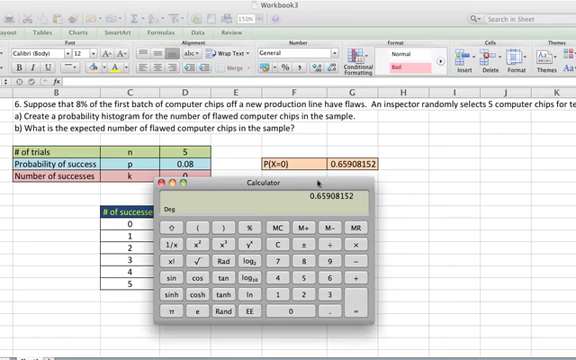 Workbook3
150%
Search in Sheet
ayout Tables Charts SmartArt Formulas Data Review
Font Alignment Number Format Cells Themes
Calibri (Body) 12 A A abc Wrap Text General Normal
B I U Merge % Conditional Formatting Bad Insert Delete Format Themes Aa
fx
B C D E F G H I J K
6. Suppose that 8% of the first batch of computer chips off a new production line have flaws. An inspector randomly selects 5 computer chips for te
a) Create a probability histogram for the number of flawed computer chips in the sample.
b) What is the expected number of flawed computer chips in the sample?
# of trials n 5
Probability of success p 0.08 P(X=0) 0.65908152
Number of successes k 0
Calculator
0.65908152
Deg
# of successe
0
1
2
3
4
5
( ) % MC M+ M- MR
1/x x² x³ yˣ C ± ÷ ×
x! √ Rad log₂ 7 8 9 −
sin cos tan log₁₀ 4 5 6 +
sinh cosh tanh ln 1 2 3 =
π e Rand EE 0 .